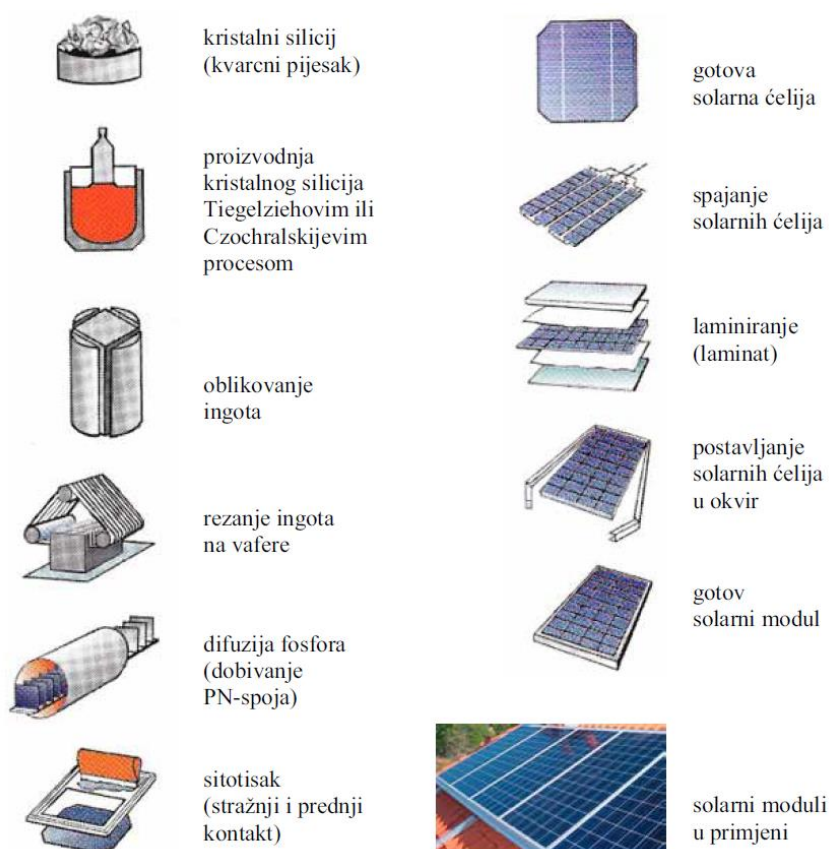 kristalni silicij
(kvarcni pijesak)
proizvodnja
kristalnog silicija
Tiegelziehovim ili
Czochralskijevim
procesom
oblikovanje
ingota
rezanje ingota
na vafere
difuzija fosfora
(dobivanje
PN-spoja)
sitotisak
(stražnji i prednji
kontakt)
gotova
solarna ćelija
spajanje
solarnih ćelija
laminiranje
(laminat)
postavljanje
solarnih ćelija
u okvir
gotov
solarni modul
solarni moduli
u primjeni